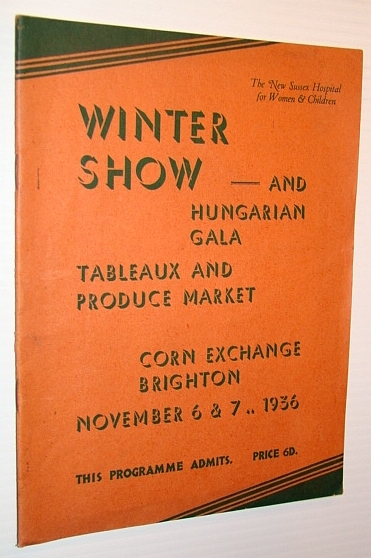 The New Sussex Hospital
for Women & Children
WINTER
SHOW — AND
HUNGARIAN
GALA
TABLEAUX AND
PRODUCE MARKET
CORN EXCHANGE
BRIGHTON
NOVEMBER 6 & 7 .. 1936
THIS PROGRAMME ADMITS. PRICE 6D.